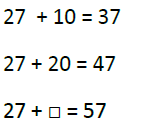 27 + 10 = 37
27 + 20 = 47
27 + □ = 57